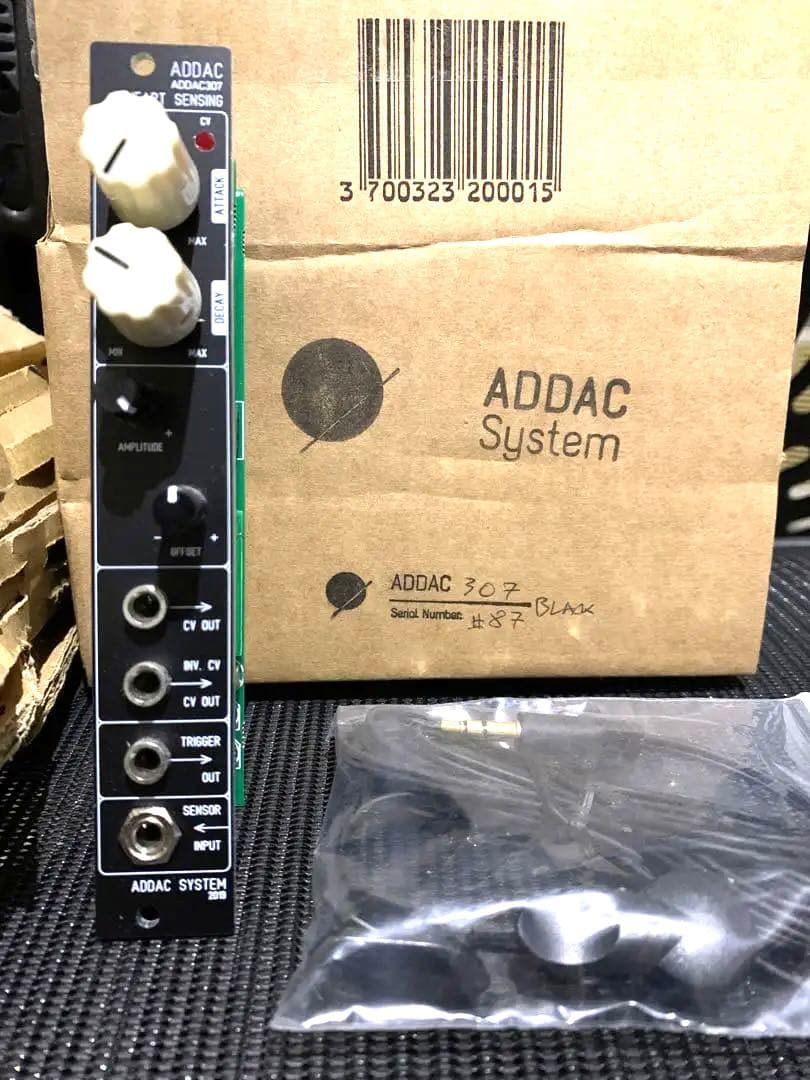 ADDAC
ADDAC307
HEART SENSING
CV
ATTACK
MAX
DECAY
MIN
MAX
+
AMPLITUDE
- +
OFFSET
CV OUT
INV. CV
CV OUT
TRIGGER
OUT
SENSOR
INPUT
ADDAC SYSTEM
2019
3 700323 200015
ADDAC
System
ADDAC 307
Serial Number: #87
BLACK